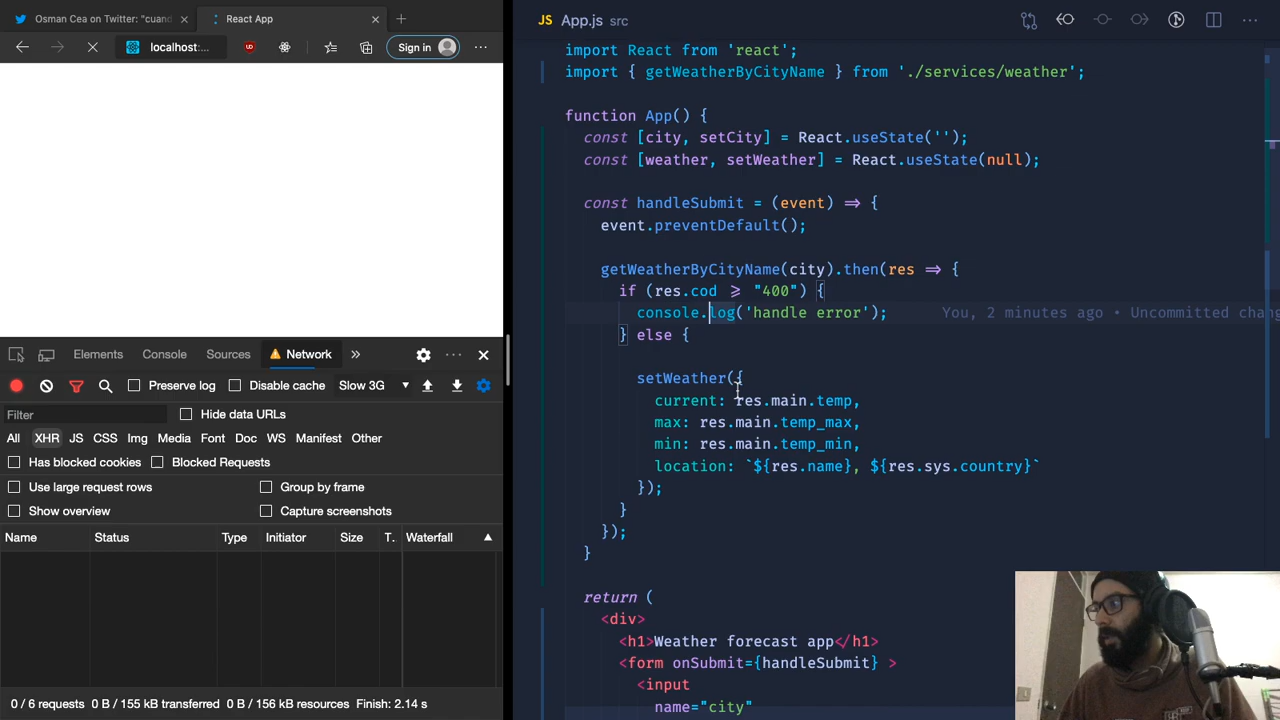 Osman Cea on Twitter: "cuand
React App
localhost:...
Sign in
Elements
Console
Sources
Network
Preserve log
Disable cache
Slow 3G
Filter
Hide data URLs
All XHR JS CSS Img Media Font Doc WS Manifest Other
Has blocked cookies
Blocked Requests
Use large request rows
Group by frame
Show overview
Capture screenshots
Name Status Type Initiator Size T. Waterfall
0 / 6 requests 0 B / 155 kB transferred 0 B / 156 kB resources Finish: 2.14 s
JS App.js src
import React from 'react';
import { getWeatherByCityName } from './services/weather';
function App() {
const [city, setCity] = React.useState('');
const [weather, setWeather] = React.useState(null);
const handleSubmit = (event) => {
event.preventDefault();
getWeatherByCityName(city).then(res => {
if (res.cod >= "400") {
console.log('handle error'); You, 2 minutes ago • Uncommitted chang
} else {
setWeather({
current: res.main.temp,
max: res.main.temp_max,
min: res.main.temp_min,
location: `${res.name}, ${res.sys.country}`
});
}
});
}
return (
<div>
<h1>Weather forecast app</h1>
<form onSubmit={handleSubmit} >
<input
name="city"